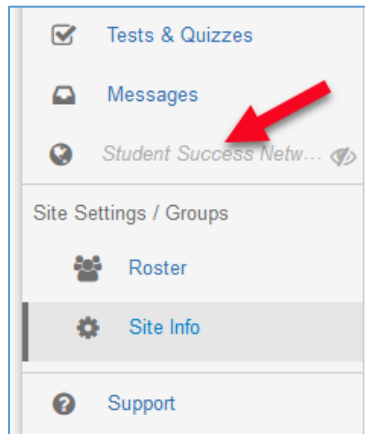 Tests & Quizzes
Messages
Student Success Netw...
Site Settings / Groups
Roster
Site Info
Support